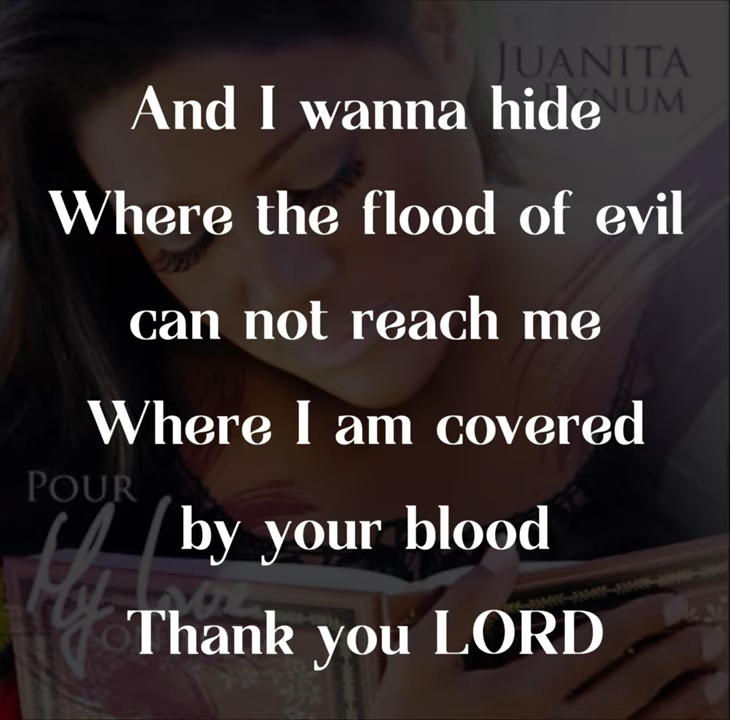 JUANITA
BYNUM
And I wanna hide
Where the flood of evil
can not reach me
Where I am covered
by your blood
Thank you LORD
POUR
My Love
ON